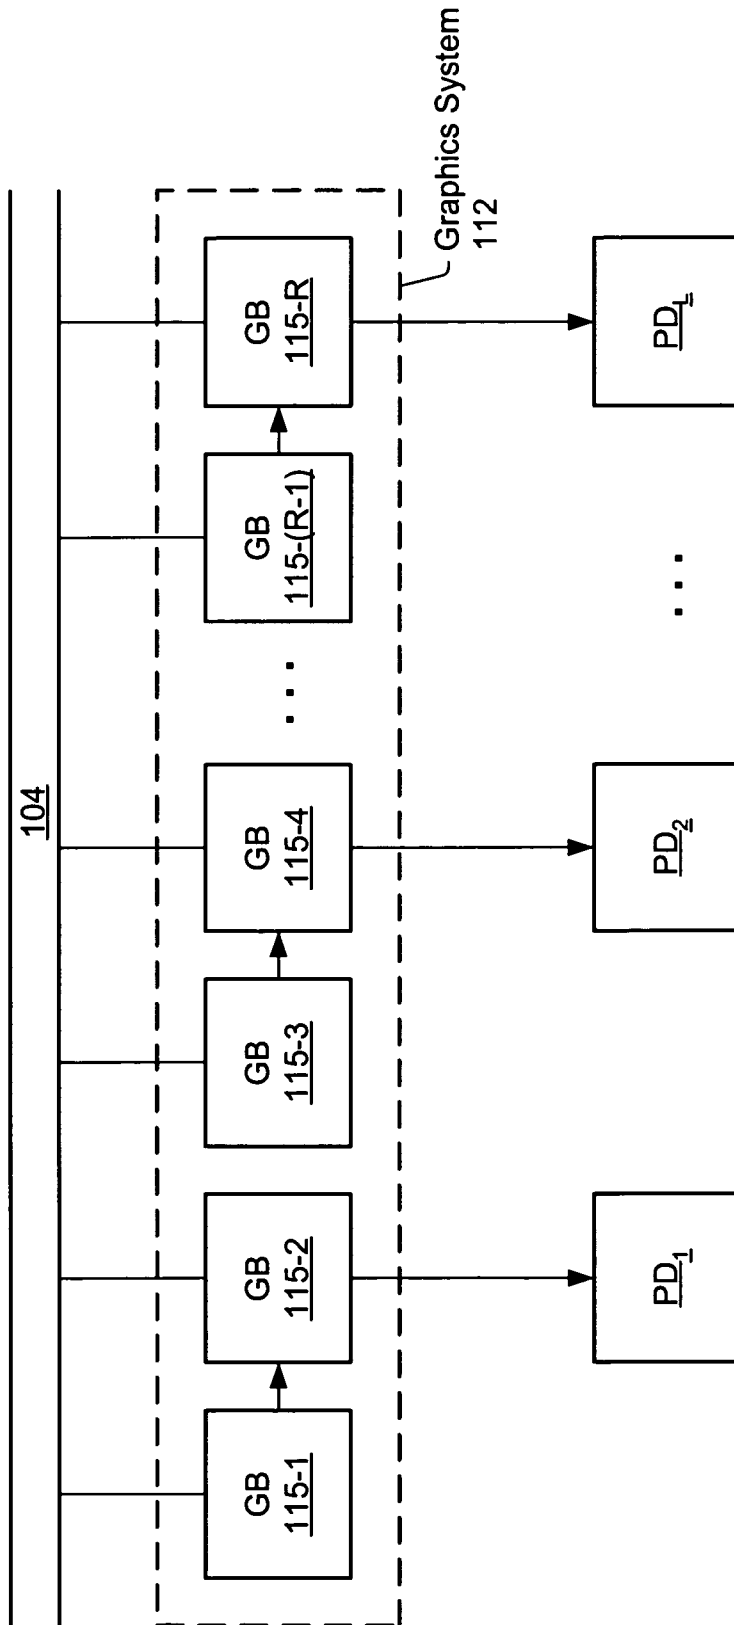 104
GB
115-1
GB
115-2
GB
115-3
GB
115-4
. . .
GB
115-(R-1)
GB
115-R
Graphics System
112
PD1
PD2
. . .
PDL